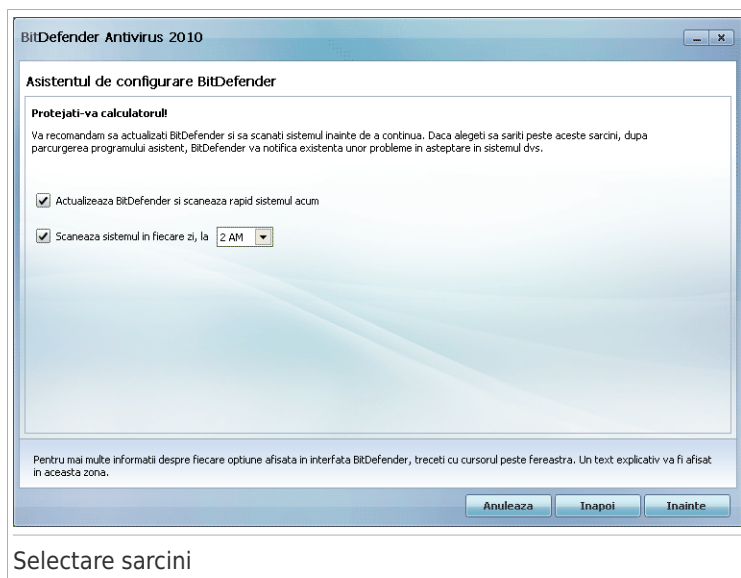 BitDefender Antivirus 2010
Asistentul de configurare BitDefender
Protejati-va calculatorul!
Va recomandam sa actualizati BitDefender si sa scanati sistemul inainte de a continua. Daca alegeti sa sariti peste aceste sarcini, dupa
parcurgerea programului asistent, BitDefender va notifica existenta unor probleme in asteptare in sistemul dvs.
Actualizeaza BitDefender si scaneaza rapid sistemul acum
Scaneaza sistemul in fiecare zi, la 2 AM
Pentru mai multe informatii despre fiecare optiune afisata in interfata BitDefender, treceti cu cursorul peste fereastra. Un text explicativ va fi afisat
in aceasta zona.
Anuleaza Inapoi Inainte
Selectare sarcini